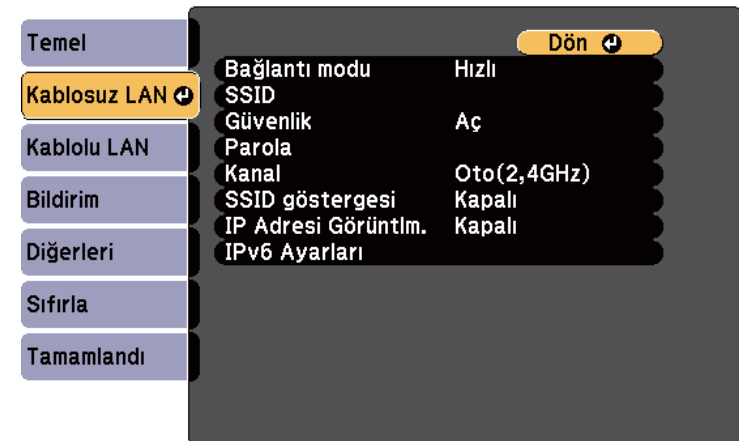 Temel
Kablosuz LAN
Kablolu LAN
Bildirim
Diğerleri
Sıfırla
Tamamlandı
Dön
Bağlantı modu Hızlı
SSID
Güvenlik Aç
Parola
Kanal Oto(2,4GHz)
SSID göstergesi Kapalı
IP Adresi Görüntlm. Kapalı
IPv6 Ayarları